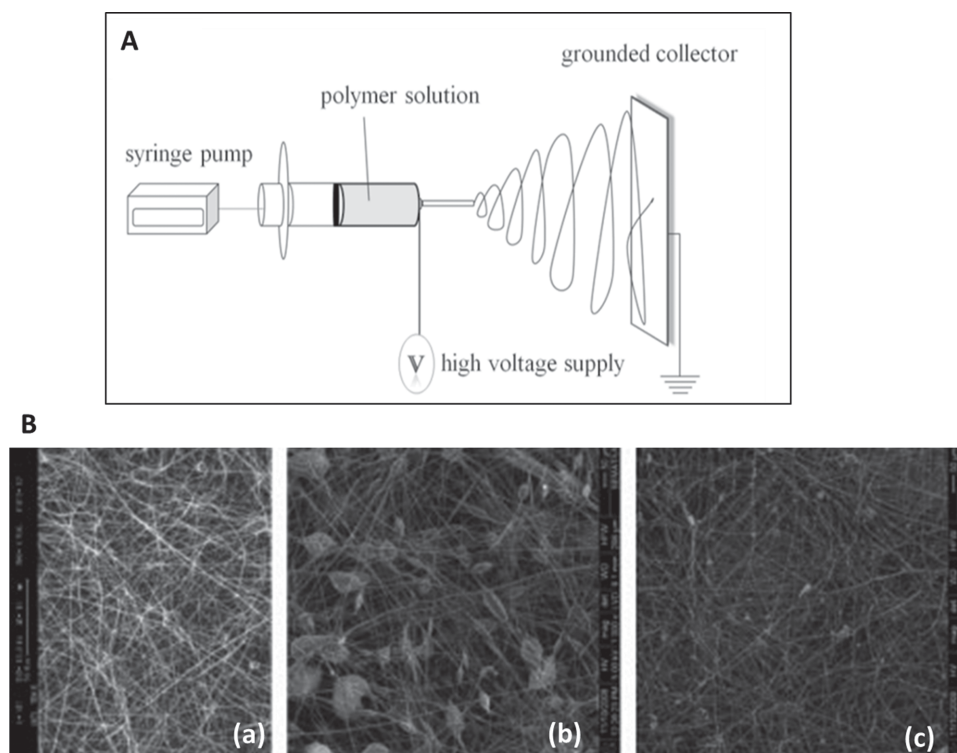 A
grounded collector
polymer solution
syringe pump
V
high voltage supply
B
(a)
(b)
(c)